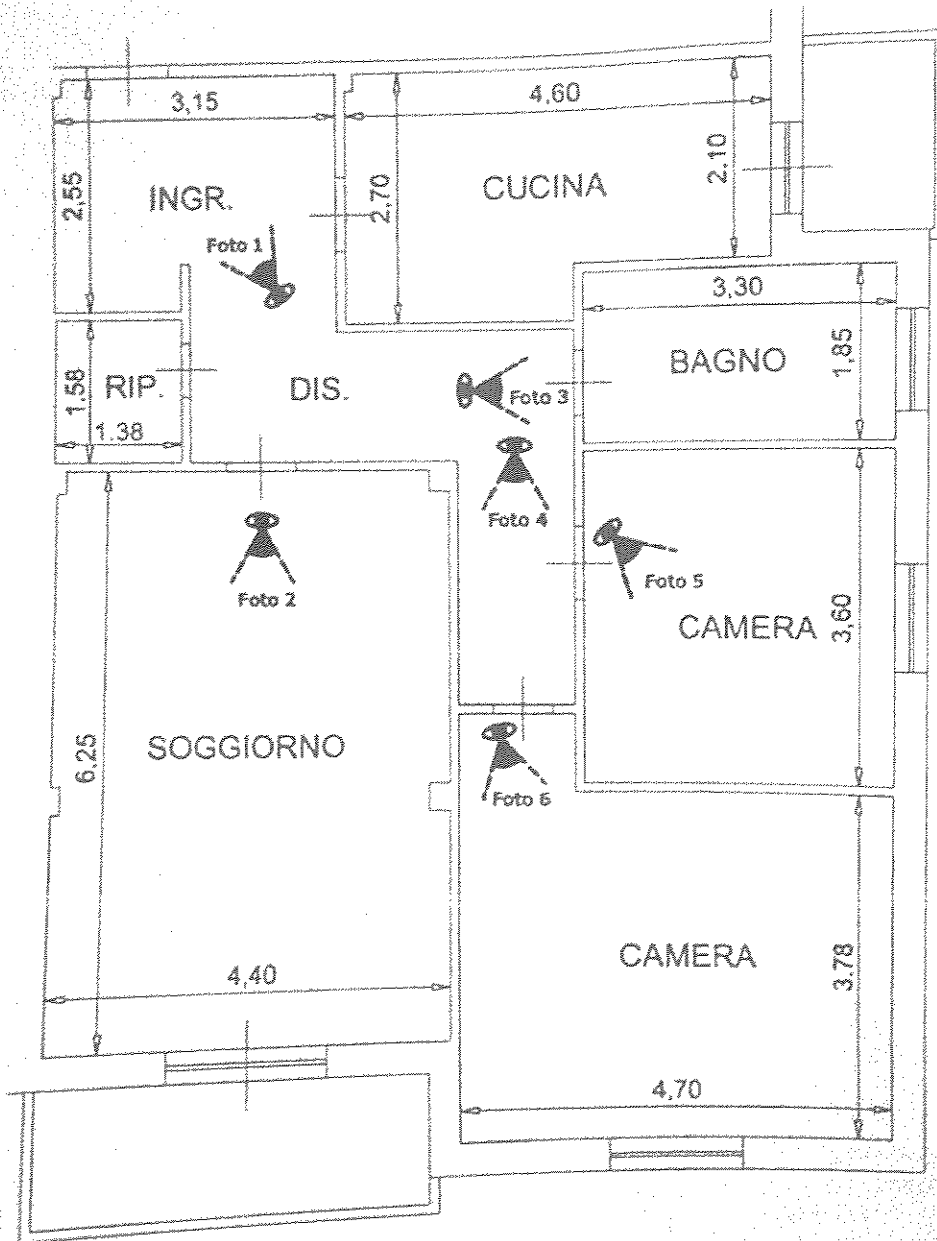 3,15
4,60
2,55
INGR.
2,70
CUCINA
2.10
Foto 1
3,30
BAGNO
1,85
1.58
RIP.
1.38
DIS.
Foto 3
Foto 4
Foto 2
Foto 5
CAMERA
3,60
6,25
SOGGIORNO
Foto 6
4,40
CAMERA
3.78
4,70